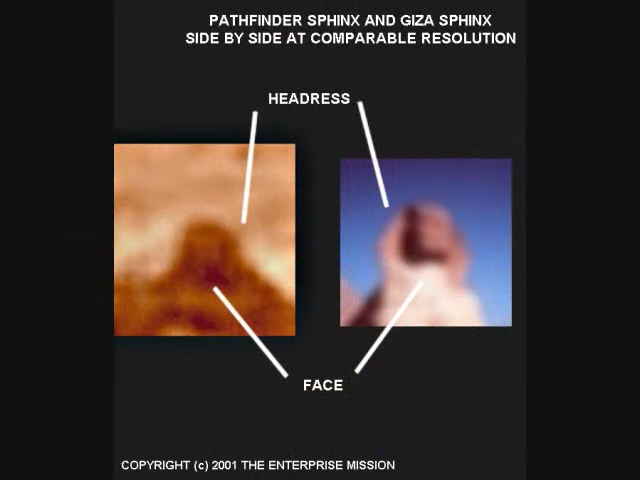 PATHFINDER SPHINX AND GIZA SPHINX
SIDE BY SIDE AT COMPARABLE RESOLUTION
HEADRESS
FACE
COPYRIGHT (c) 2001 THE ENTERPRISE MISSION